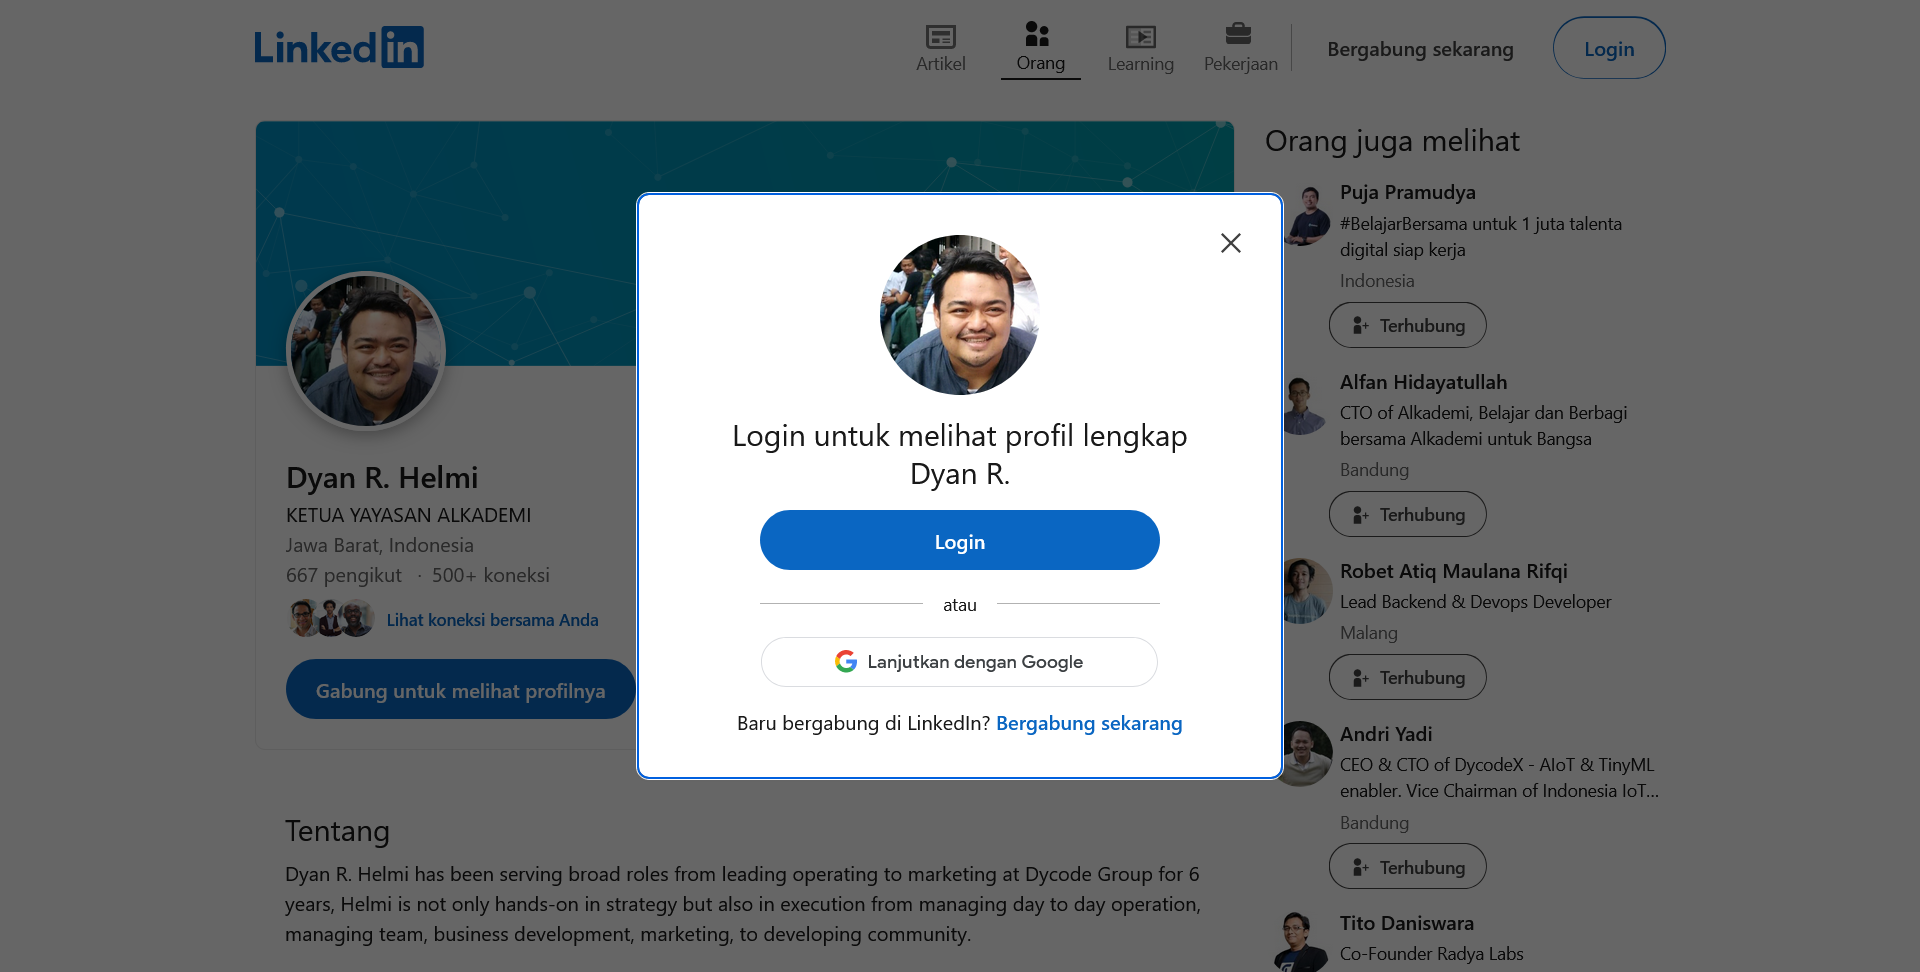 LinkedIn
Artikel
Orang
Learning
Pekerjaan
Bergabung sekarang
Login
Dyan R. Helmi
KETUA YAYASAN ALKADEMI
Jawa Barat, Indonesia
667 pengikut · 500+ koneksi
Lihat koneksi bersama Anda
Gabung untuk melihat profilnya
Login untuk melihat profil lengkap
Dyan R.
Login
atau
Lanjutkan dengan Google
Baru bergabung di LinkedIn? Bergabung sekarang
Tentang
Dyan R. Helmi has been serving broad roles from leading operating to marketing at Dycode Group for 6
years, Helmi is not only hands-on in strategy but also in execution from managing day to day operation,
managing team, business development, marketing, to developing community.
Orang juga melihat
Puja Pramudya
#BelajarBersama untuk 1 juta talenta
digital siap kerja
Indonesia
Terhubung
Alfan Hidayatullah
CTO of Alkademi, Belajar dan Berbagi
bersama Alkademi untuk Bangsa
Bandung
Terhubung
Robet Atiq Maulana Rifqi
Lead Backend & Devops Developer
Malang
Terhubung
Andri Yadi
CEO & CTO of DycodeX - AIoT & TinyML
enabler. Vice Chairman of Indonesia IoT...
Bandung
Terhubung
Tito Daniswara
Co-Founder Radya Labs